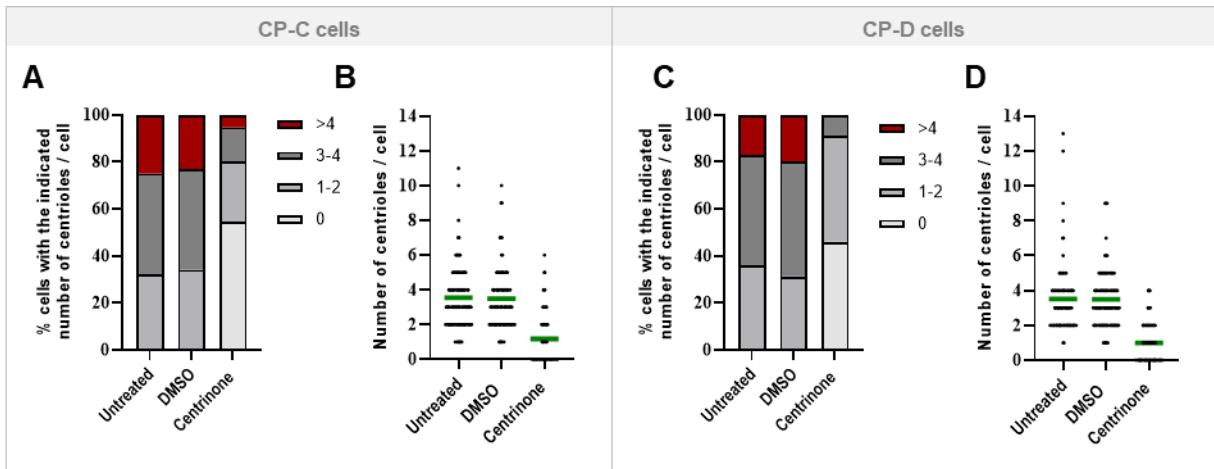 CP-C cells
CP-D cells
A
% cells with the indicated
number of centrioles / cell
100
80
60
40
20
0
Untreated
DMSO
Centrinone
>4
3-4
1-2
0
B
Number of centrioles / cell
14
12
10
8
6
4
2
0
Untreated
DMSO
Centrinone
C
% cells with the indicated
number of centrioles / cell
100
80
60
40
20
0
Untreated
DMSO
Centrinone
>4
3-4
1-2
0
D
Number of centrioles / cell
14
12
10
8
6
4
2
0
Untreated
DMSO
Centrinone